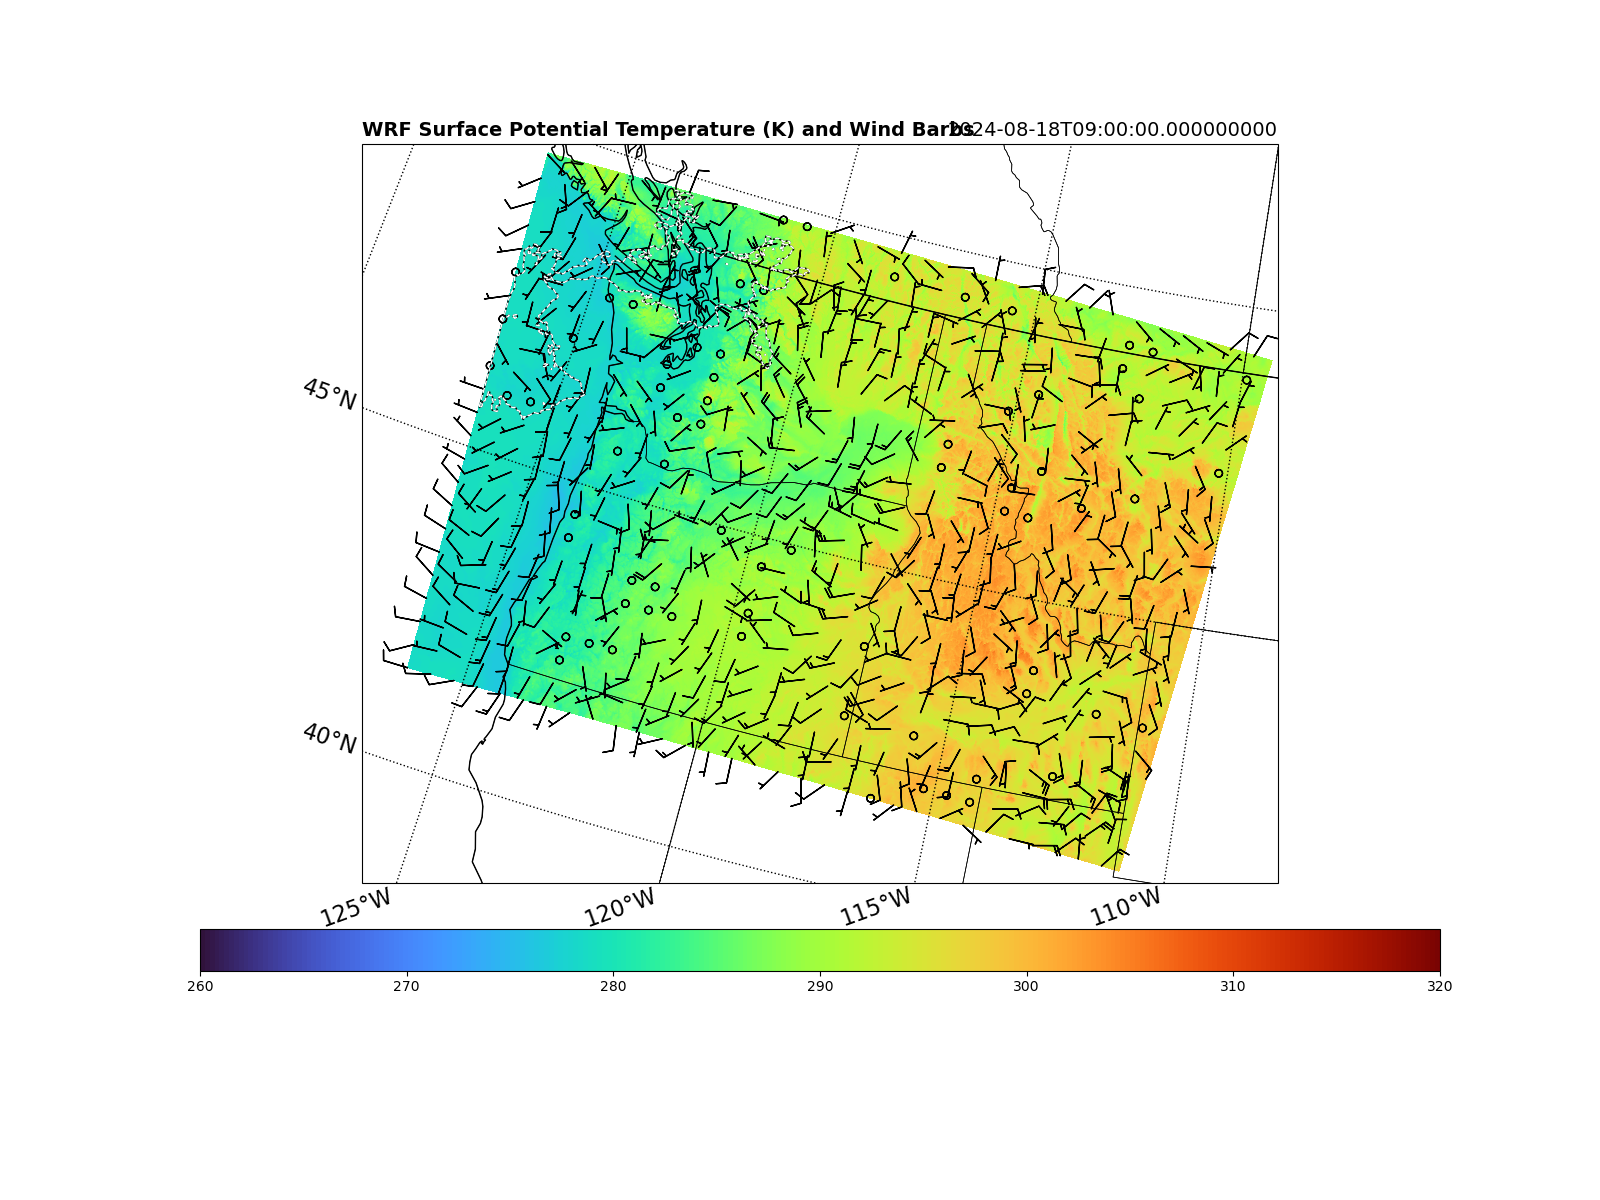 WRF Surface Potential Temperature (K) and Wind Barbs 2024-08-18T09:00:00.000000000
45°N
40°N
125°W 120°W 115°W 110°W
260 270 280 290 300 310 320